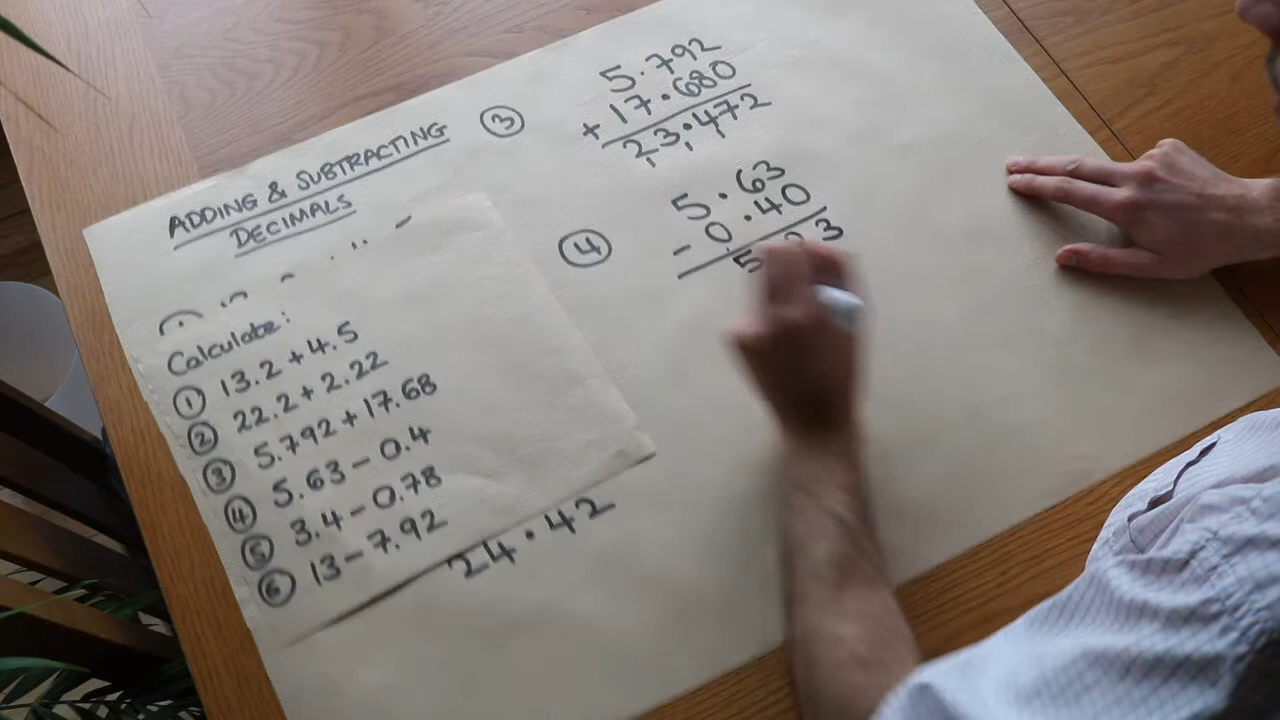 ADDING & SUBTRACTING
DECIMALS
Calculate:
① 13.2 + 4.5
② 22.2 + 2.22
③ 5.792 + 17.68
④ 5.63 - 0.4
⑤ 3.4 - 0.78
⑥ 13 - 7.92
24.42
③
5.792
+ 17.680
23.472
④
5.63
- 0.40